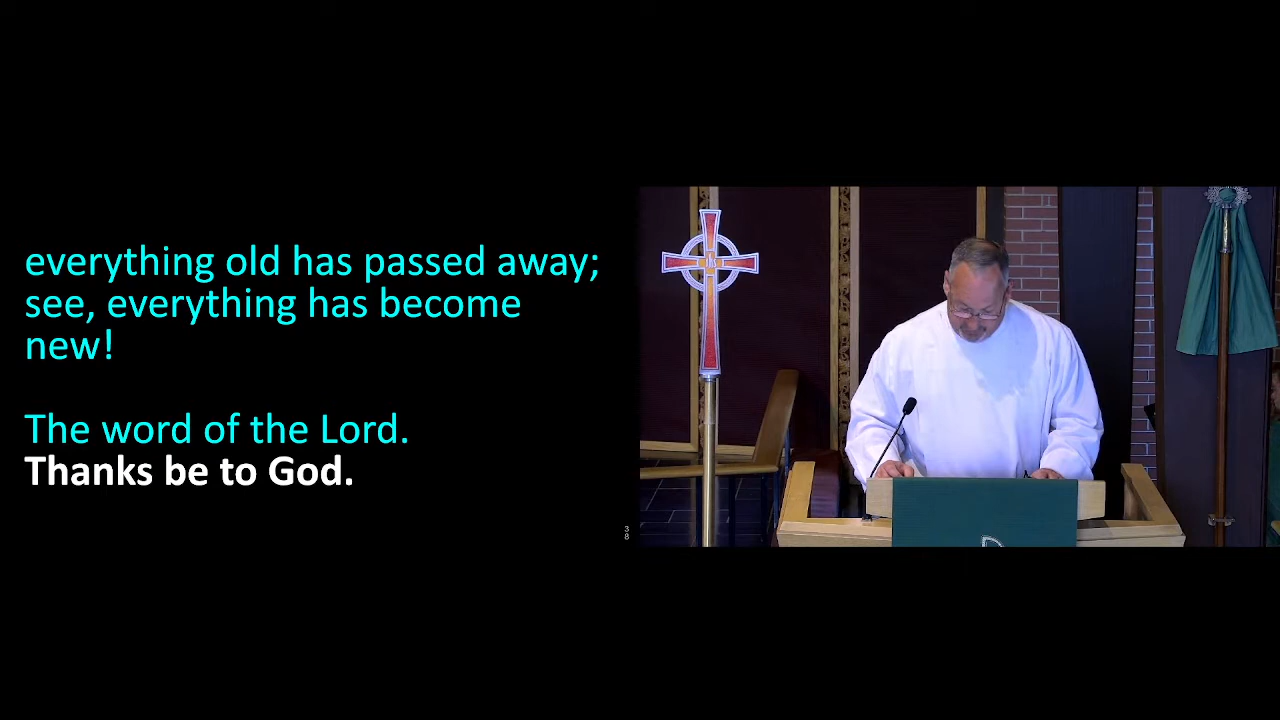 everything old has passed away;
see, everything has become
new!
The word of the Lord.
Thanks be to God.
38